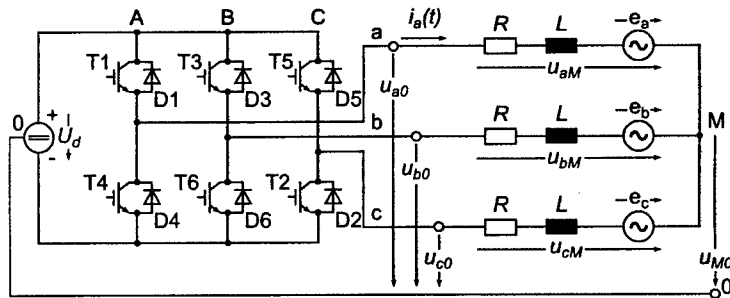 A B C
T1 T3 T5
D1 D3 D5
0 + U_d -
T4 T6 T2
D4 D6 D2
a i_a(t) R L -e_a
u_aM
u_a0
b R L -e_b
u_bM
M
u_b0
c R L -e_c
u_cM
u_c0
u_M0
0